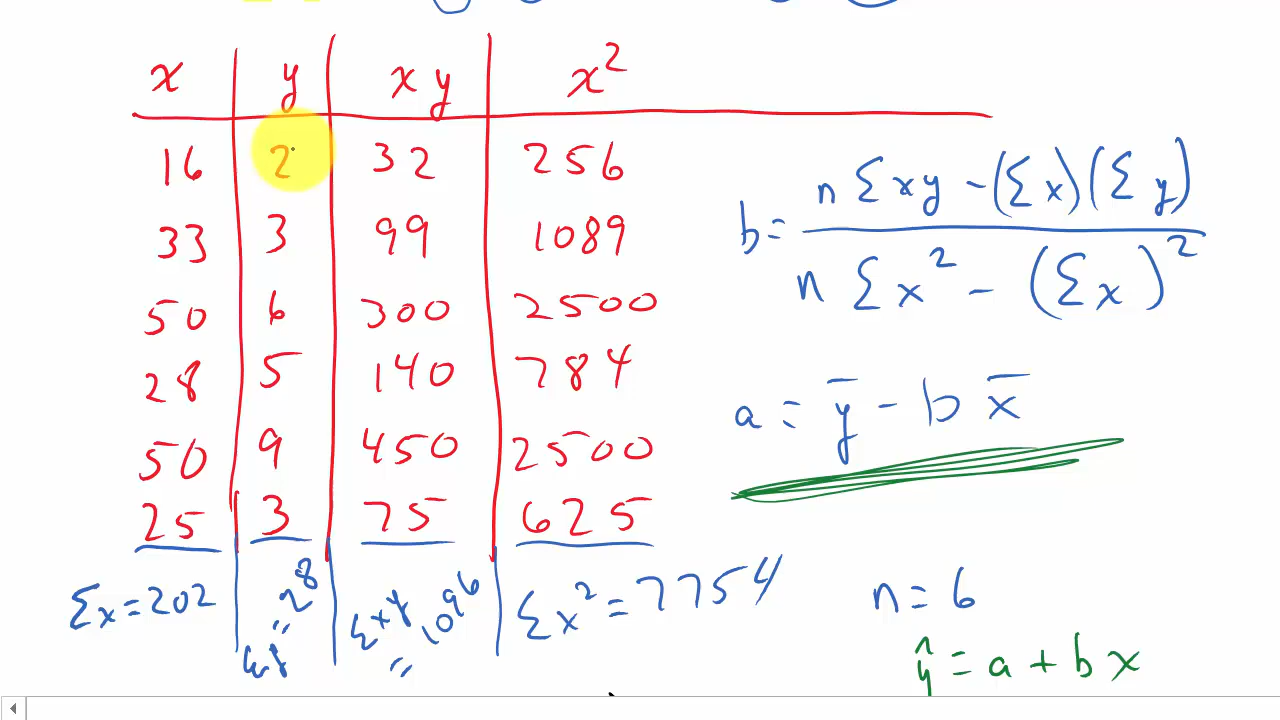 x y xy x²
16 2 32 256
33 3 99 1089
50 6 300 2500
28 5 140 784
50 9 450 2500
25 3 75 625
Σx = 202 Σy = 28 Σxy = 1096 Σx² = 7754
b = (nΣxy - (Σx)(Σy)) / (nΣx² - (Σx)²)
a = ȳ - b x̄
n = 6
ŷ = a + bx